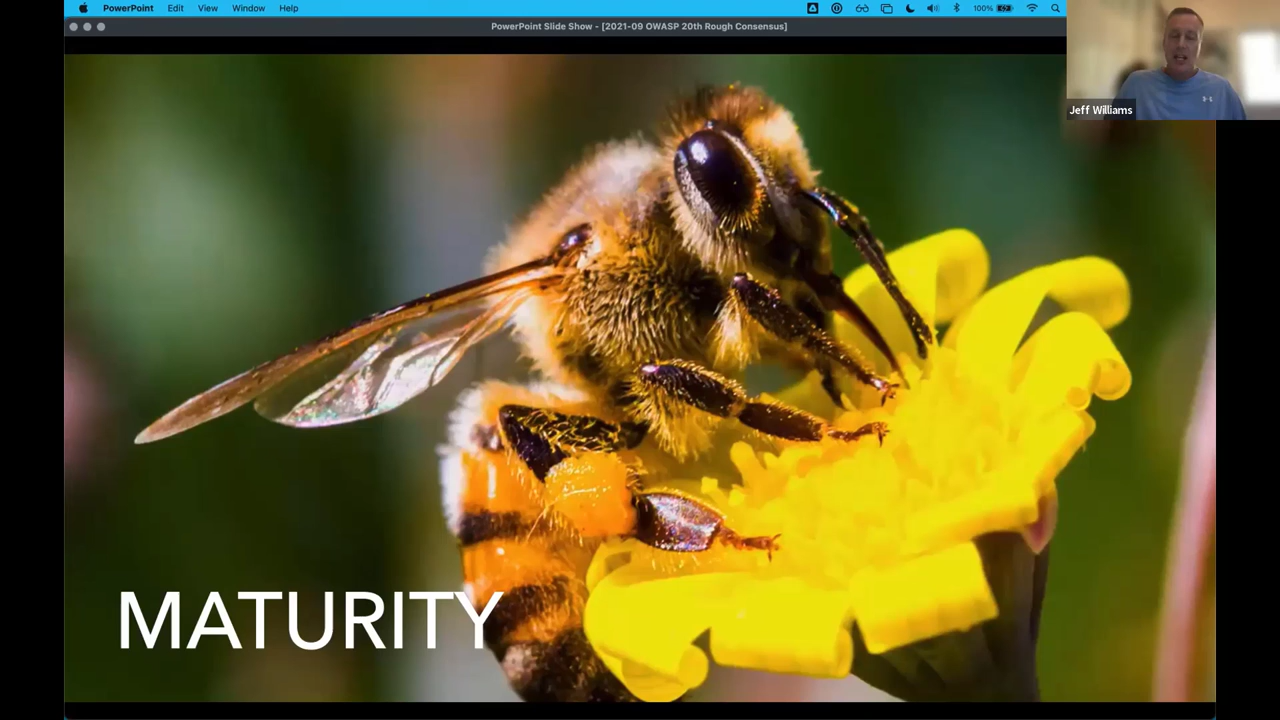 PowerPoint Edit View Window Help 100%
PowerPoint Slide Show - [2021-09 OWASP 20th Rough Consensus]
Jeff Williams
MATURITY